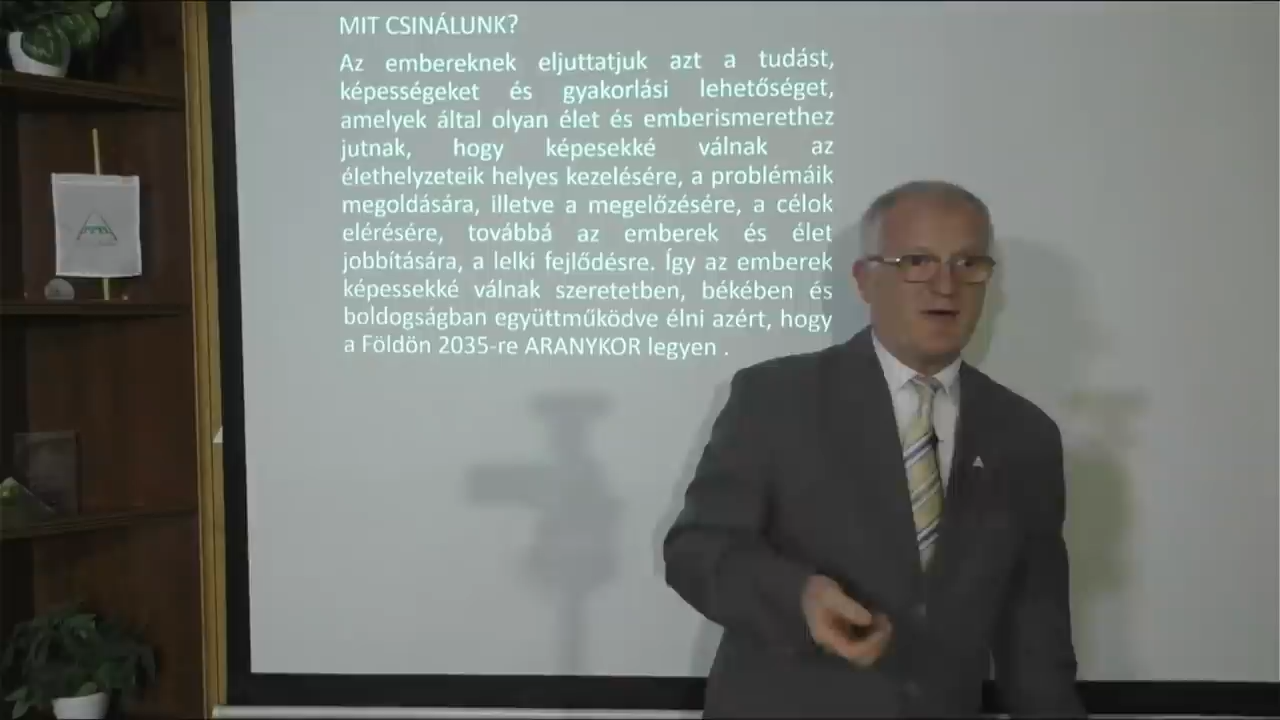 MIT CSINÁLUNK?
Az embereknek eljuttatjuk azt a tudást,
képességeket és gyakorlási lehetőséget,
amelyek által olyan élet és emberismerethez
jutnak, hogy képesekké válnak az
élethelyzeteik helyes kezelésére, a problémáik
megoldására, illetve a megelőzésére, a célok
elérésére, továbbá az emberek és élet
jobbítására, a lelki fejlődésre. Így az emberek
képessekké válnak szeretetben, békében és
boldogságban együttműködve élni azért, hogy
a Földön 2035-re ARANYKOR legyen .